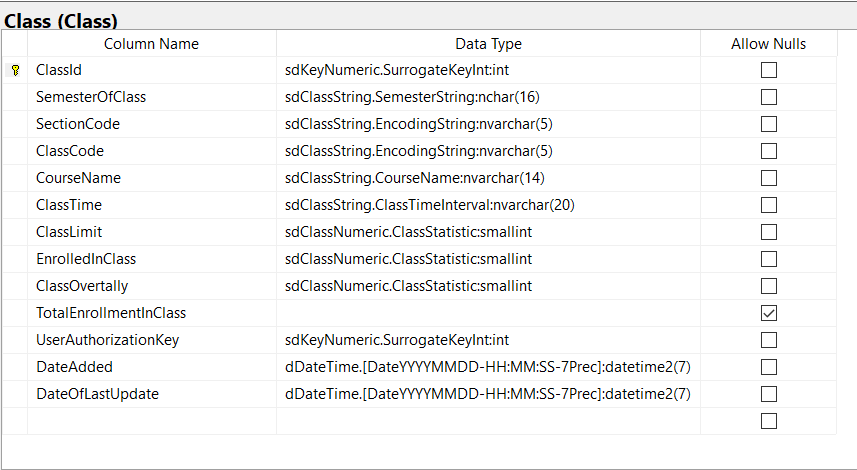 Class (Class)
Column Name Data Type Allow Nulls
ClassId sdKeyNumeric.SurrogateKeyInt:int
SemesterOfClass sdClassString.SemesterString:nchar(16)
SectionCode sdClassString.EncodingString:nvarchar(5)
ClassCode sdClassString.EncodingString:nvarchar(5)
CourseName sdClassString.CourseName:nvarchar(14)
ClassTime sdClassString.ClassTimeInterval:nvarchar(20)
ClassLimit sdClassNumeric.ClassStatistic:smallint
EnrolledInClass sdClassNumeric.ClassStatistic:smallint
ClassOvertally sdClassNumeric.ClassStatistic:smallint
TotalEnrollmentInClass
UserAuthorizationKey sdKeyNumeric.SurrogateKeyInt:int
DateAdded dDateTime.[DateYYYYMMDD-HH:MM:SS-7Prec]:datetime2(7)
DateOfLastUpdate dDateTime.[DateYYYYMMDD-HH:MM:SS-7Prec]:datetime2(7)